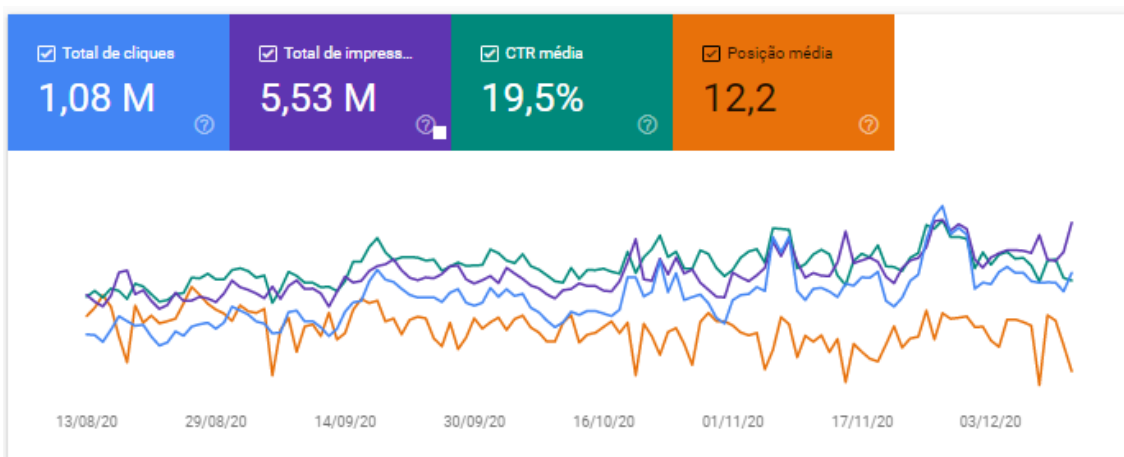 Total de cliques
1,08 M
Total de impress...
5,53 M
CTR média
19,5%
Posição média
12,2
13/08/20 29/08/20 14/09/20 30/09/20 16/10/20 01/11/20 17/11/20 03/12/20